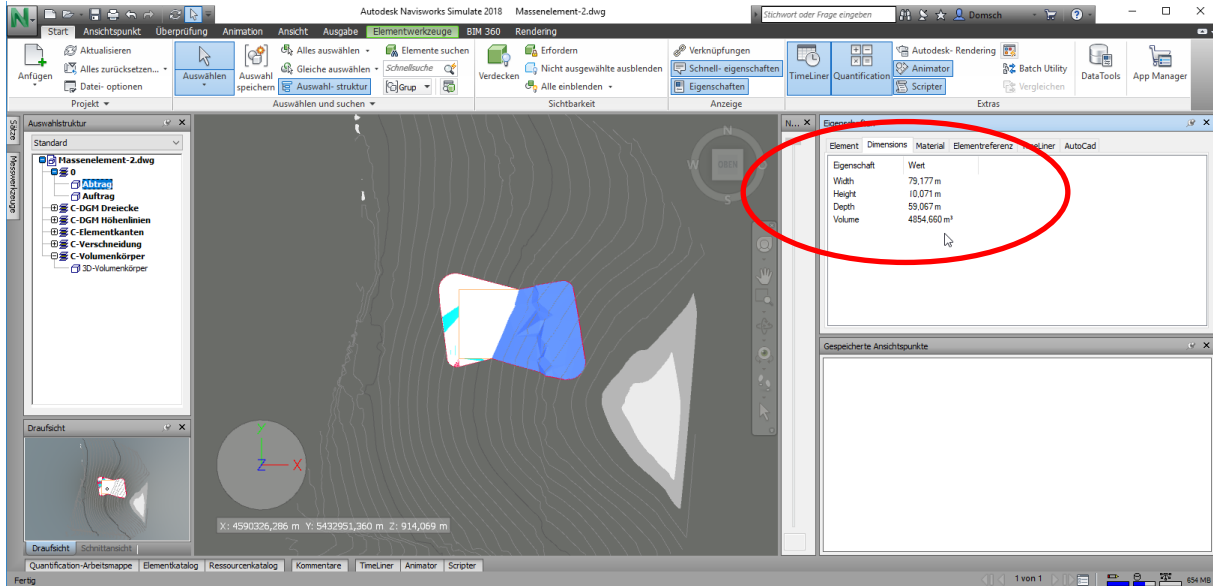 Autodesk Navisworks Simulate 2018 Massenelement-2.dwg
Stichwort oder Frage eingeben
Domsch
Start Ansichtspunkt Überprüfung Animation Ansicht Ausgabe Elementwerkzeuge BIM 360 Rendering
Anfügen
Aktualisieren
Alles zurücksetzen...
Datei- optionen
Projekt
Auswählen
Auswahl speichern
Alles auswählen
Gleiche auswählen
Auswahl- struktur
Elemente suchen
Schnellsuche
Grup
Auswählen und suchen
Verdecken
Erfordern
Nicht ausgewählte ausblenden
Alle einblenden
Sichtbarkeit
Verknüpfungen
Schnell- eigenschaften
Eigenschaften
Anzeige
TimeLiner
Quantification
Autodesk- Rendering
Animator
Scripter
Batch Utility
Vergleichen
DataTools
App Manager
Extras
Sätze
Messwerkzeuge
Auswahlstruktur
Standard
Massenelement-2.dwg
0
Abtrag
Auftrag
C-DGM Dreiecke
C-DGM Höhenlinien
C-Elementkanten
C-Verschneidung
C-Volumenkörper
3D-Volumenkörper
Draufsicht
Draufsicht Schnittansicht
N
W
OBEN
S
Y
Z
X
X: 4590326,286 m Y: 5432951,360 m Z: 914,069 m
N...
Element Dimensions Material Elementreferenz TimeLiner AutoCad
Eigenschaft Wert
Width 79,177 m
Height 10,071 m
Depth 59,067 m
Volume 4854,660 m³
Gespeicherte Ansichtspunkte
Quantification-Arbeitsmappe Elementkatalog Ressourcenkatalog Kommentare TimeLiner Animator Scripter
Fertig
1 von 1
654 MB